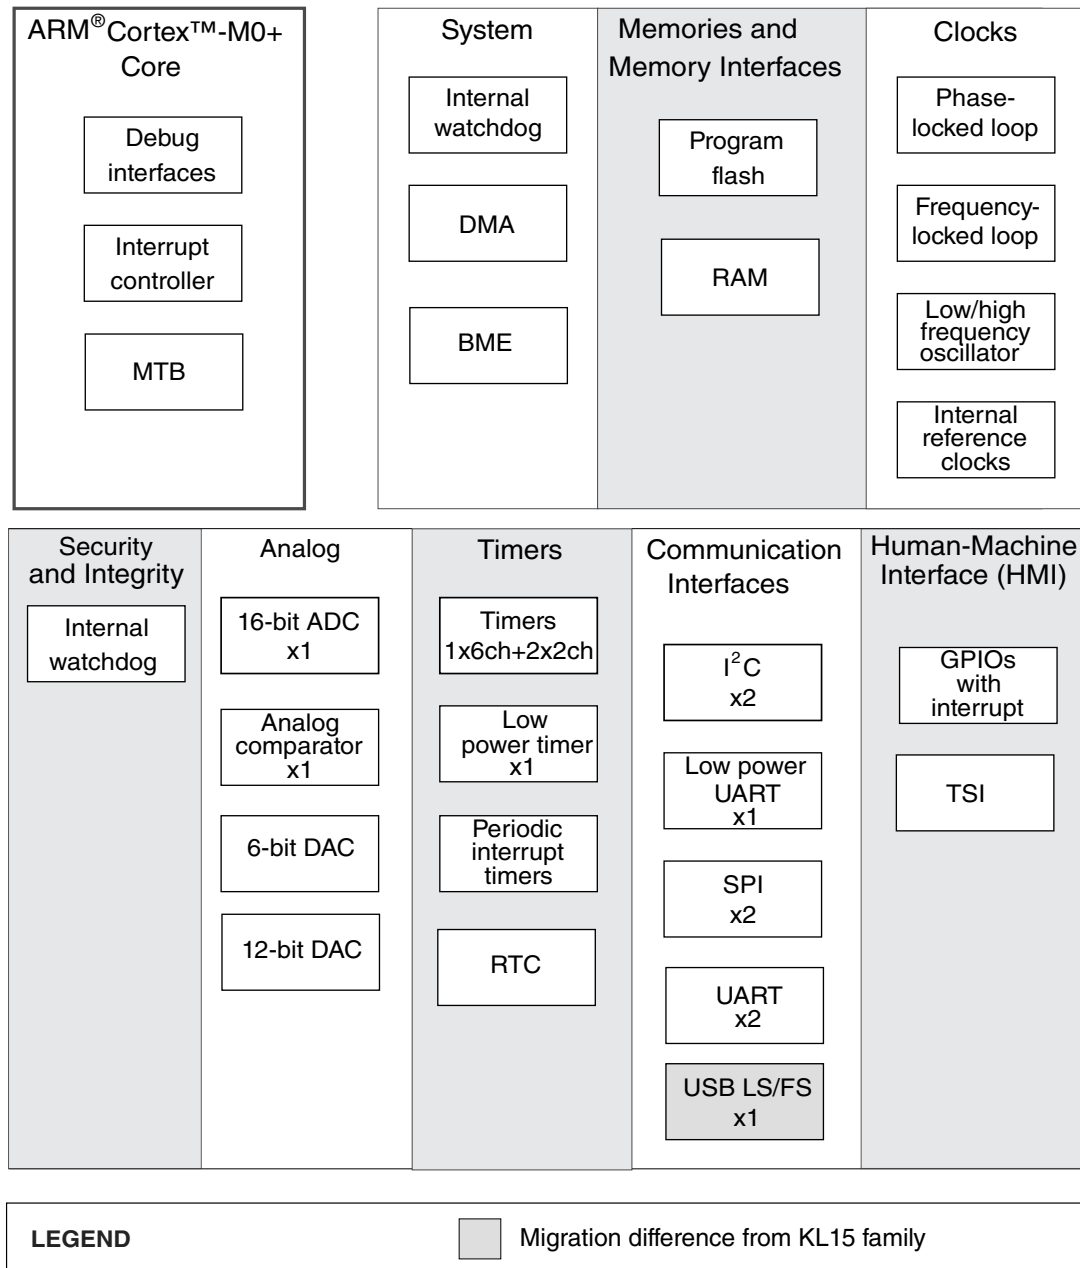 ARM®Cortex™-M0+
Core
Debug
interfaces
Interrupt
controller
MTB
System
Internal
watchdog
DMA
BME
Memories and
Memory Interfaces
Program
flash
RAM
Clocks
Phase-
locked loop
Frequency-
locked loop
Low/high
frequency
oscillator
Internal
reference
clocks
Security
and Integrity
Internal
watchdog
Analog
16-bit ADC
x1
Analog
comparator
x1
6-bit DAC
12-bit DAC
Timers
Timers
1x6ch+2x2ch
Low
power timer
x1
Periodic
interrupt
timers
RTC
Communication
Interfaces
I²C
x2
Low power
UART
x1
SPI
x2
UART
x2
USB LS/FS
x1
Human-Machine
Interface (HMI)
GPIOs
with
interrupt
TSI
LEGEND
Migration difference from KL15 family